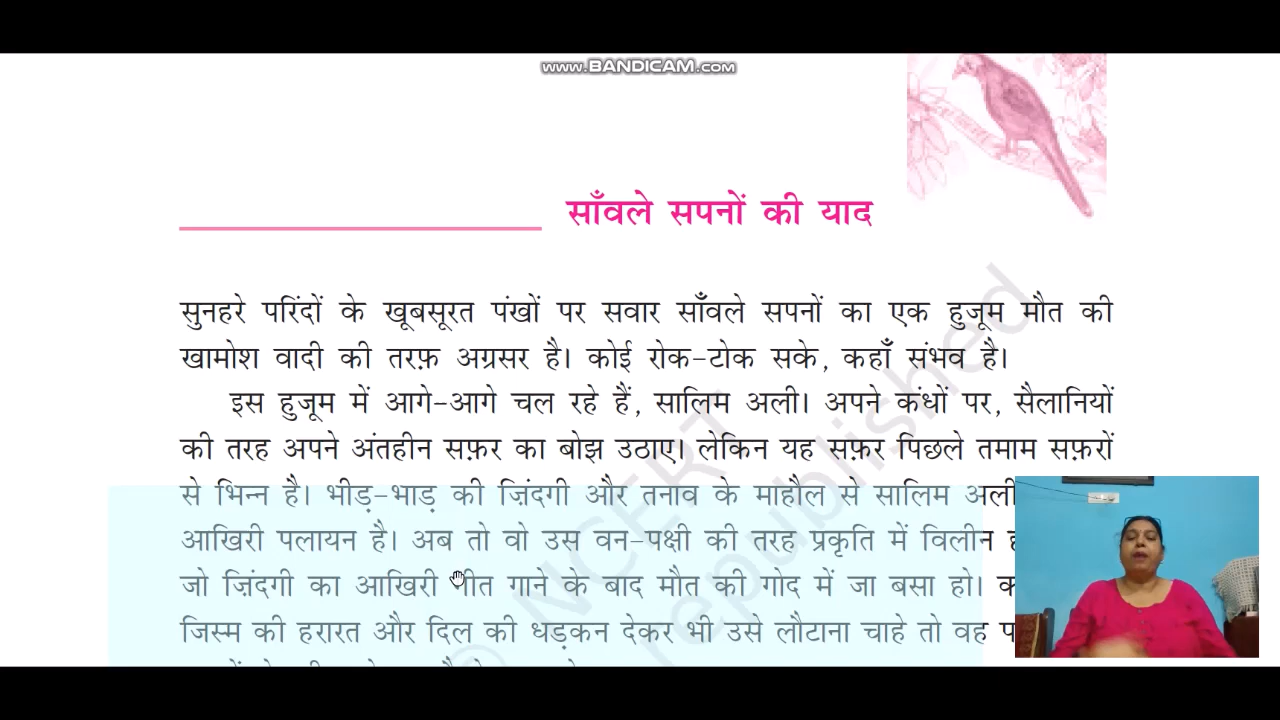 www.BANDICAM.com
साँवले सपनों की याद
सुनहरे परिंदों के खूबसूरत पंखों पर सवार साँवले सपनों का एक हुजूम मौत की
खामोश वादी की तरफ़ अग्रसर है। कोई रोक-टोक सके, कहाँ संभव है।
इस हुजूम में आगे-आगे चल रहे हैं, सालिम अली। अपने कंधों पर, सैलानियों
की तरह अपने अंतहीन सफ़र का बोझ उठाए। लेकिन यह सफ़र पिछले तमाम सफ़रों
से भिन्न है। भीड़-भाड़ की ज़िंदगी और तनाव के माहौल से सालिम अली
आखिरी पलायन है। अब तो वो उस वन-पक्षी की तरह प्रकृति में विलीन
जो ज़िंदगी का आखिरी गीत गाने के बाद मौत की गोद में जा बसा हो।
जिस्म की हरारत और दिल की धड़कन देकर भी उसे लौटाना चाहे तो वह
© NCERT
republished